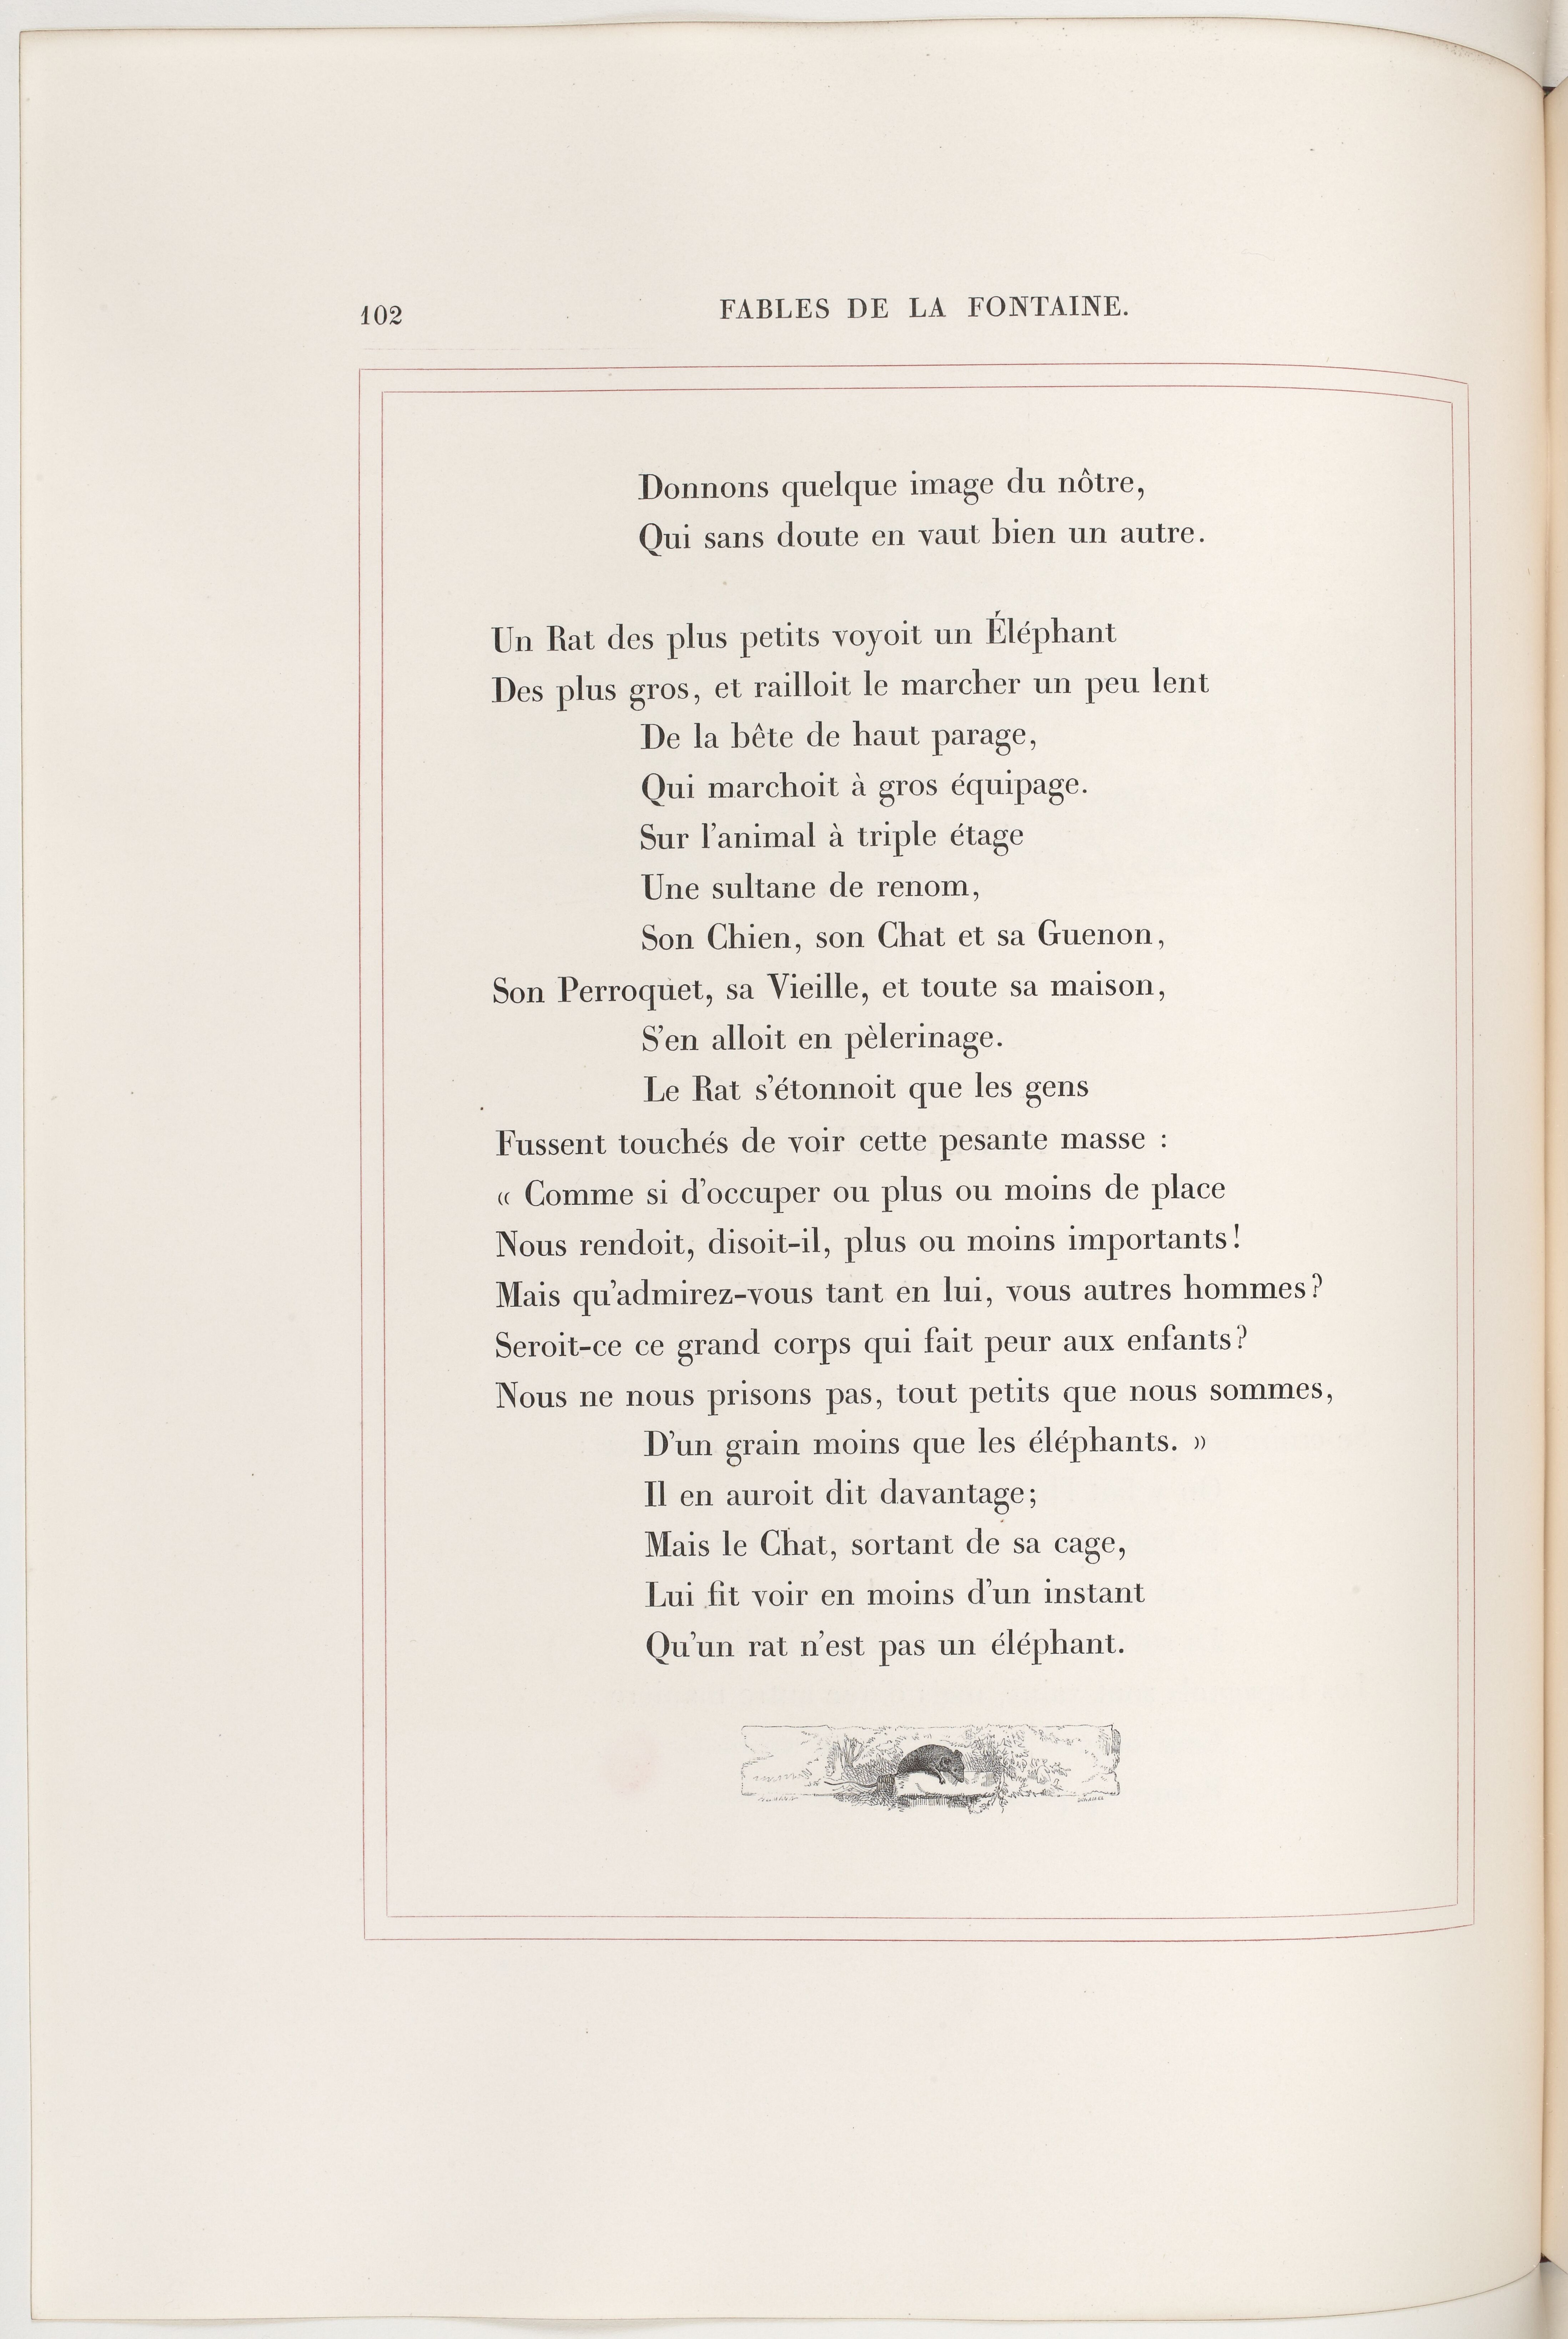 102
FABLES DE LA FONTAINE.
Donnons quelque image du nôtre,
Qui sans doute en vaut bien un autre.
Un Rat des plus petits voyoit un Éléphant
Des plus gros, et railloit le marcher un peu lent
De la bête de haut parage,
Qui marchoit à gros équipage.
Sur l'animal à triple étage
Une sultane de renom,
Son Chien, son Chat et sa Guenon,
Son Perroquet, sa Vieille, et toute sa maison,
S'en alloit en pèlerinage.
Le Rat s'étonnoit que les gens
Fussent touchés de voir cette pesante masse :
« Comme si d'occuper ou plus ou moins de place
Nous rendoit, disoit-il, plus ou moins importants!
Mais qu'admirez-vous tant en lui, vous autres hommes?
Seroit-ce ce grand corps qui fait peur aux enfants?
Nous ne nous prisons pas, tout petits que nous sommes,
D'un grain moins que les éléphants. »
Il en auroit dit davantage;
Mais le Chat, sortant de sa cage,
Lui fit voir en moins d'un instant
Qu'un rat n'est pas un éléphant.